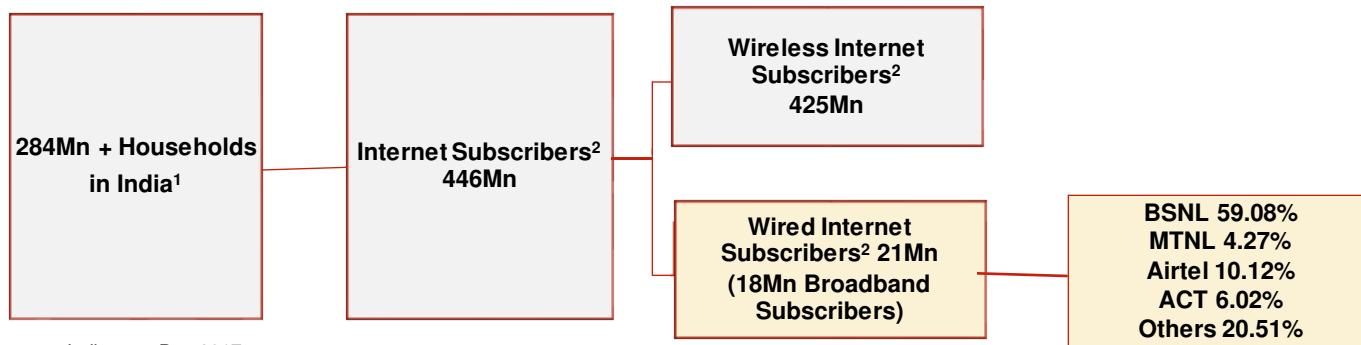 284Mn + Households
in India¹
Internet Subscribers²
446Mn
Wireless Internet
Subscribers²
425Mn
Wired Internet
Subscribers² 21Mn
(18Mn Broadband
Subscribers)
BSNL 59.08%
MTNL 4.27%
Airtel 10.12%
ACT 6.02%
Others 20.51%